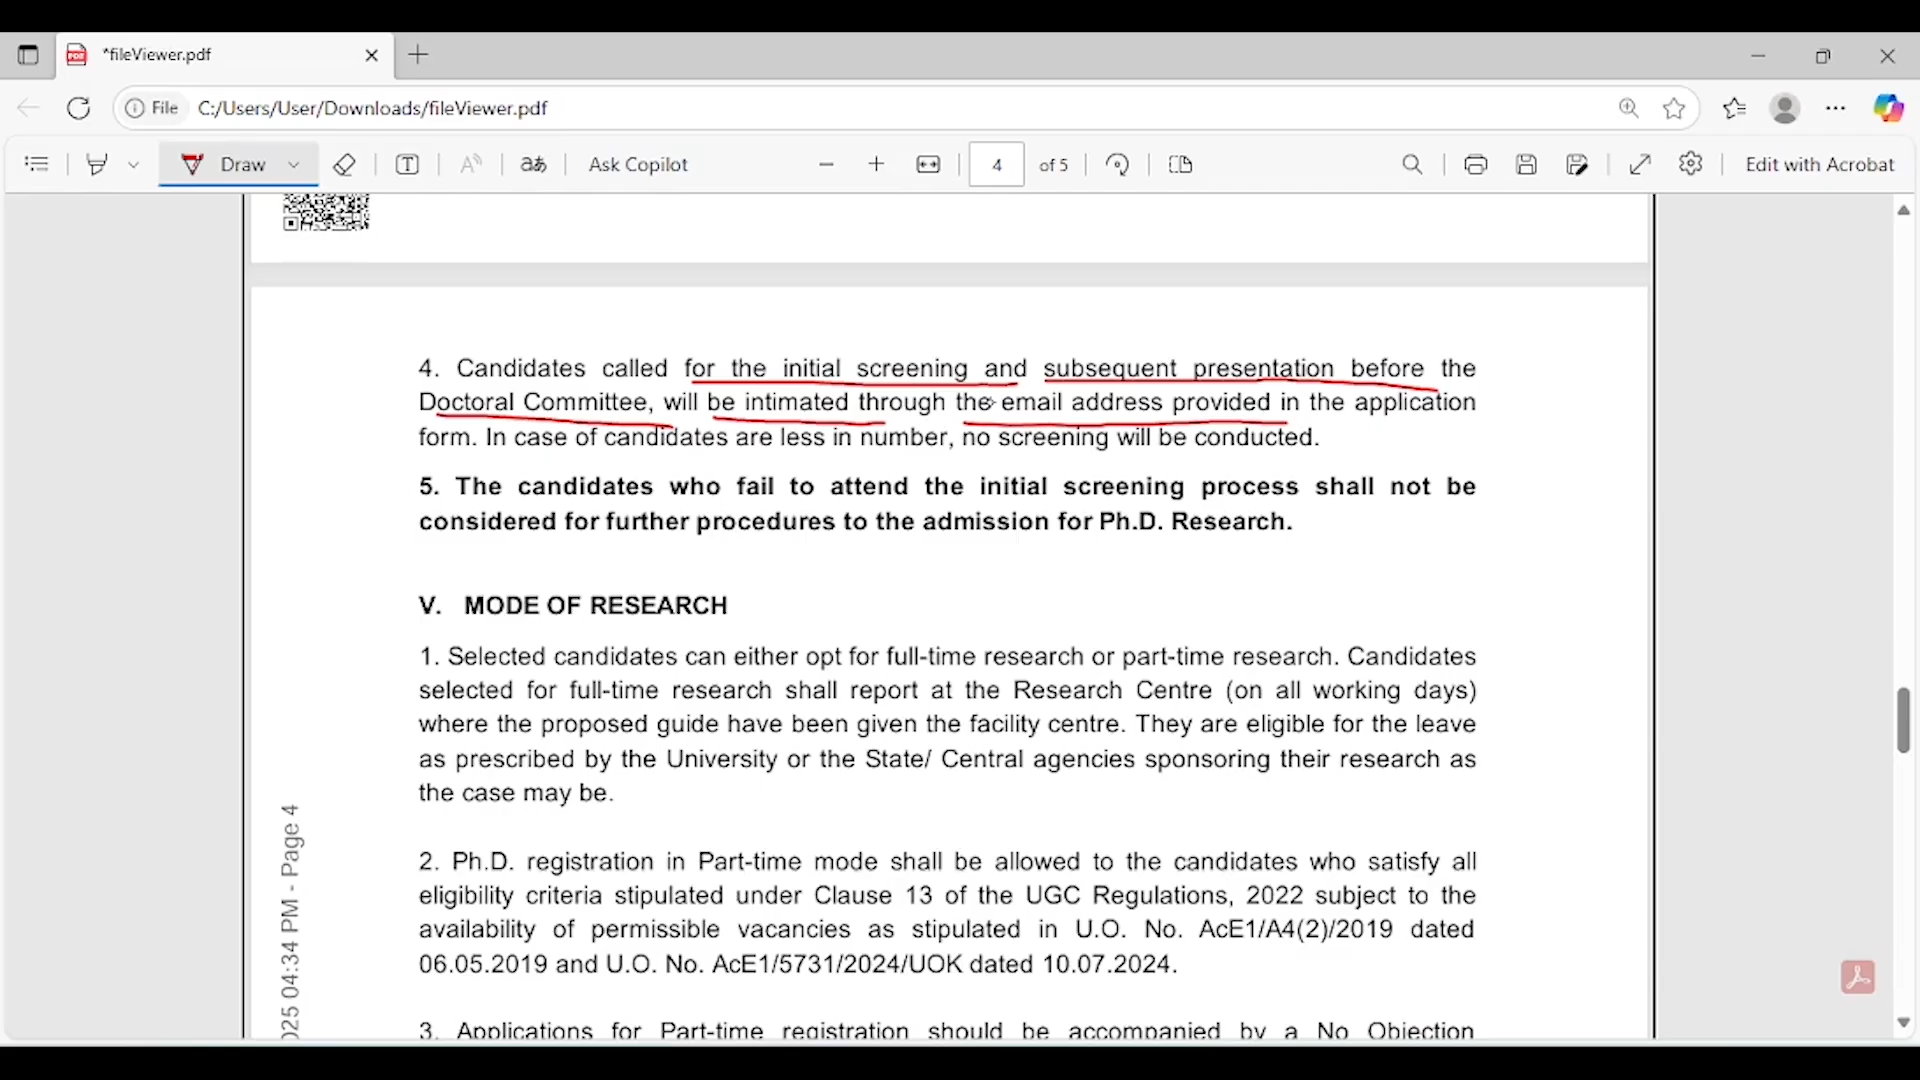 *fileViewer.pdf
File C:/Users/User/Downloads/fileViewer.pdf
Draw Ask Copilot 4 of 5 Edit with Acrobat
4. Candidates called for the initial screening and subsequent presentation before the
Doctoral Committee, will be intimated through the email address provided in the application
form. In case of candidates are less in number, no screening will be conducted.
5. The candidates who fail to attend the initial screening process shall not be
considered for further procedures to the admission for Ph.D. Research.
V. MODE OF RESEARCH
1. Selected candidates can either opt for full-time research or part-time research. Candidates
selected for full-time research shall report at the Research Centre (on all working days)
where the proposed guide have been given the facility centre. They are eligible for the leave
as prescribed by the University or the State/ Central agencies sponsoring their research as
the case may be.
2. Ph.D. registration in Part-time mode shall be allowed to the candidates who satisfy all
eligibility criteria stipulated under Clause 13 of the UGC Regulations, 2022 subject to the
availability of permissible vacancies as stipulated in U.O. No. AcE1/A4(2)/2019 dated
06.05.2019 and U.O. No. AcE1/5731/2024/UOK dated 10.07.2024.
3. Applications for Part-time registration should be accompanied by a No Objection
025 04:34 PM - Page 4